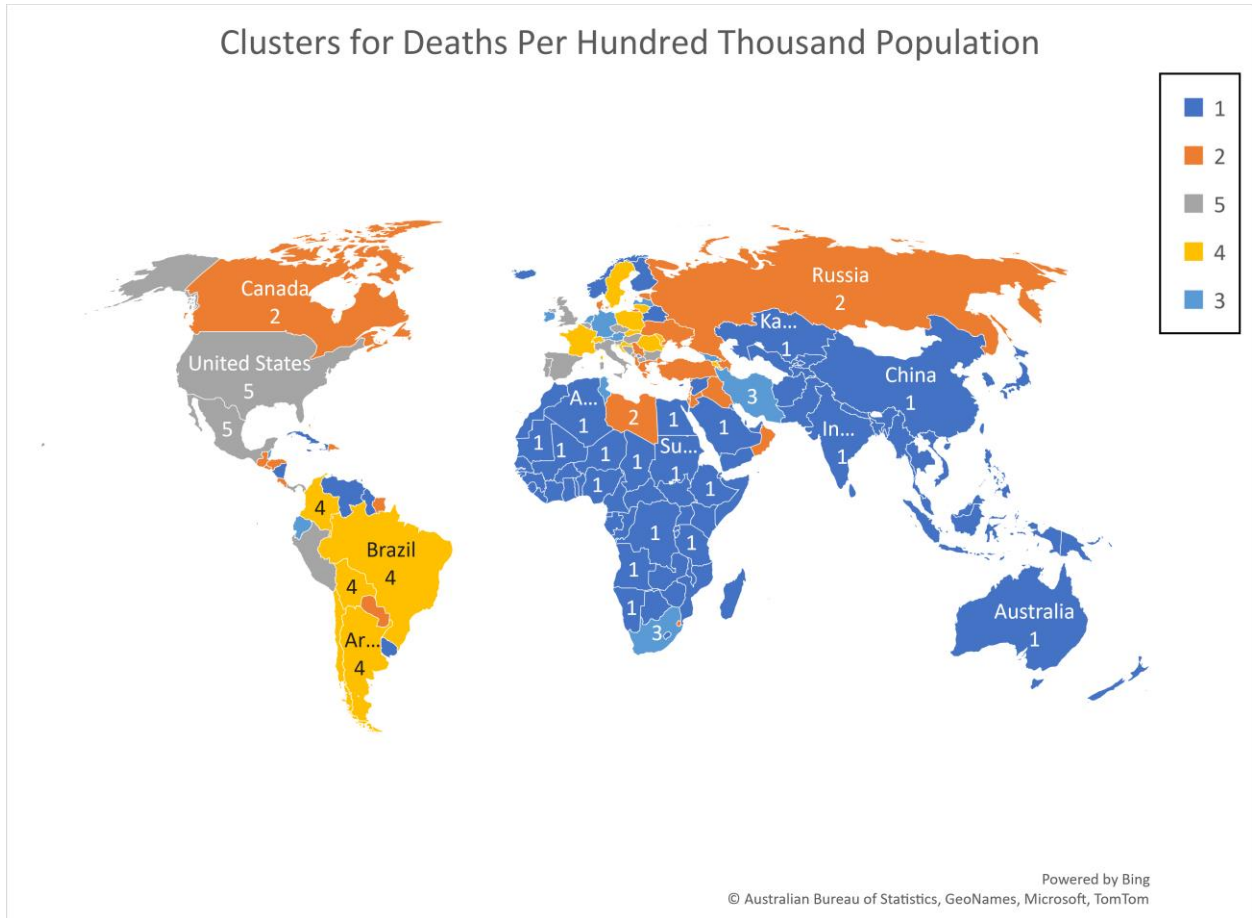 Clusters for Deaths Per Hundred Thousand Population
1
2
5
4
3
Canada
2
United States
5
5
Russia
2
Ka...
1
China
1
In...
1
A...
1
2
1
1
3
1
1
1
1
Su...
1
1
1
1
1
1
1
3
4
Brazil
4
4
Ar...
4
Australia
1
Powered by Bing
© Australian Bureau of Statistics, GeoNames, Microsoft, TomTom